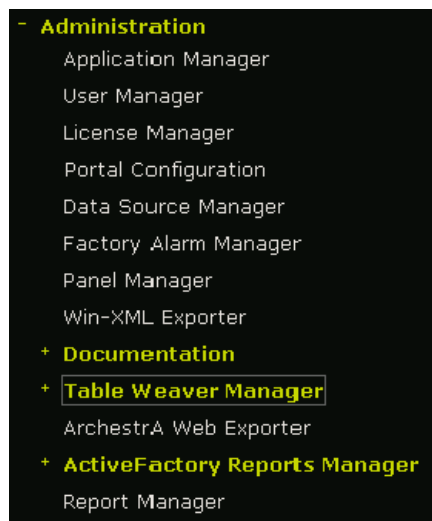 - Administration
Application Manager
User Manager
License Manager
Portal Configuration
Data Source Manager
Factory Alarm Manager
Panel Manager
Win-XML Exporter
+ Documentation
+ Table Weaver Manager
ArchestrA Web Exporter
+ ActiveFactory Reports Manager
Report Manager